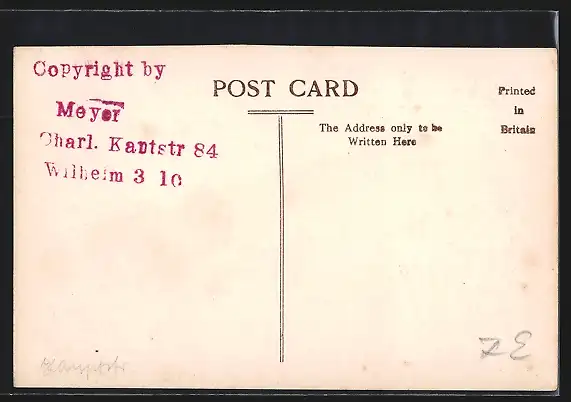 Copyright by
Meyer
Charl. Kantstr 84
Wilhelm 3 10
POST CARD
The Address only to be
Written Here
Printed
in
Britain
7E